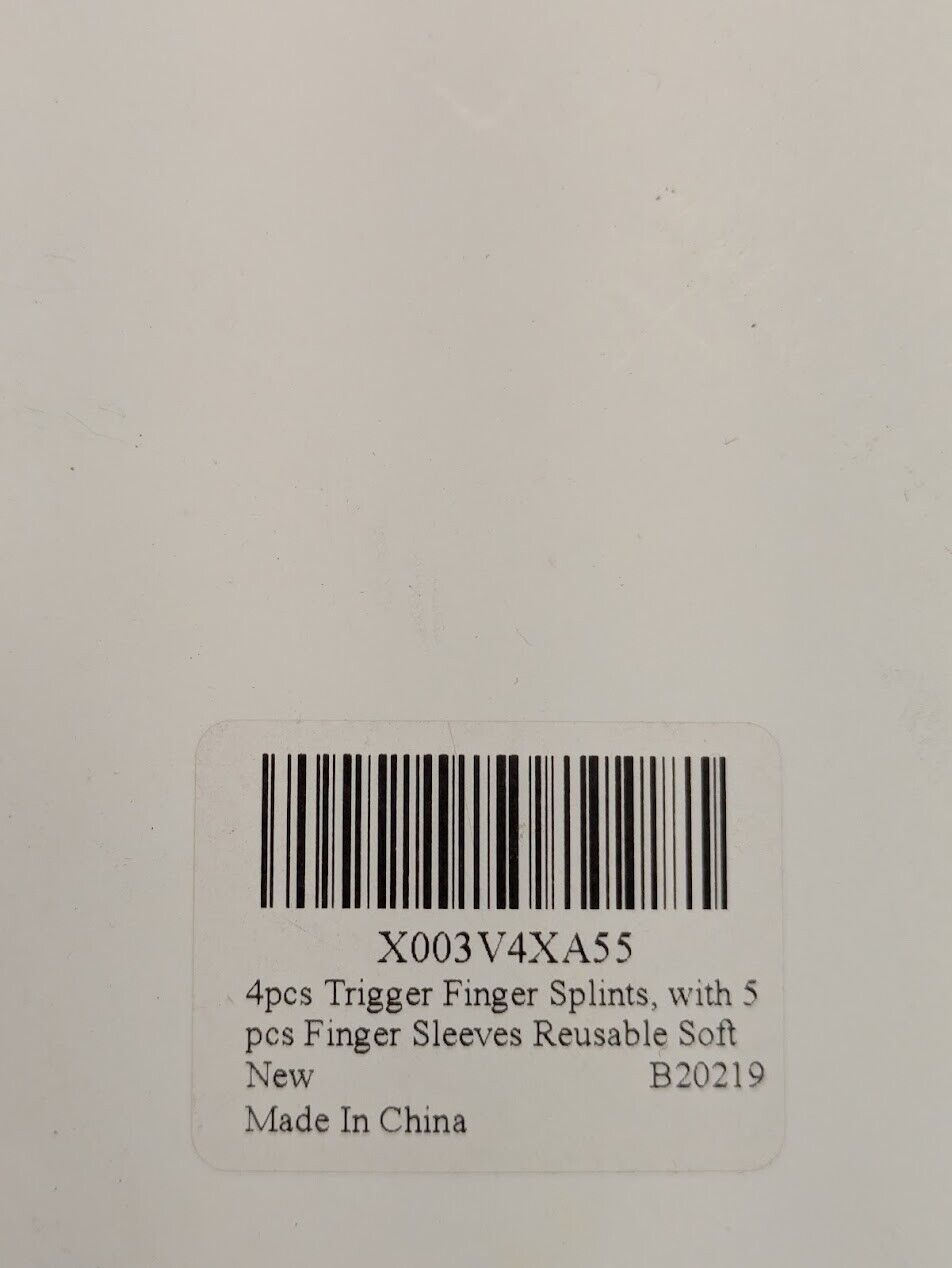 X003V4XA55
4pcs Trigger Finger Splints, with 5
pcs Finger Sleeves Reusable Soft
New B20219
Made In China